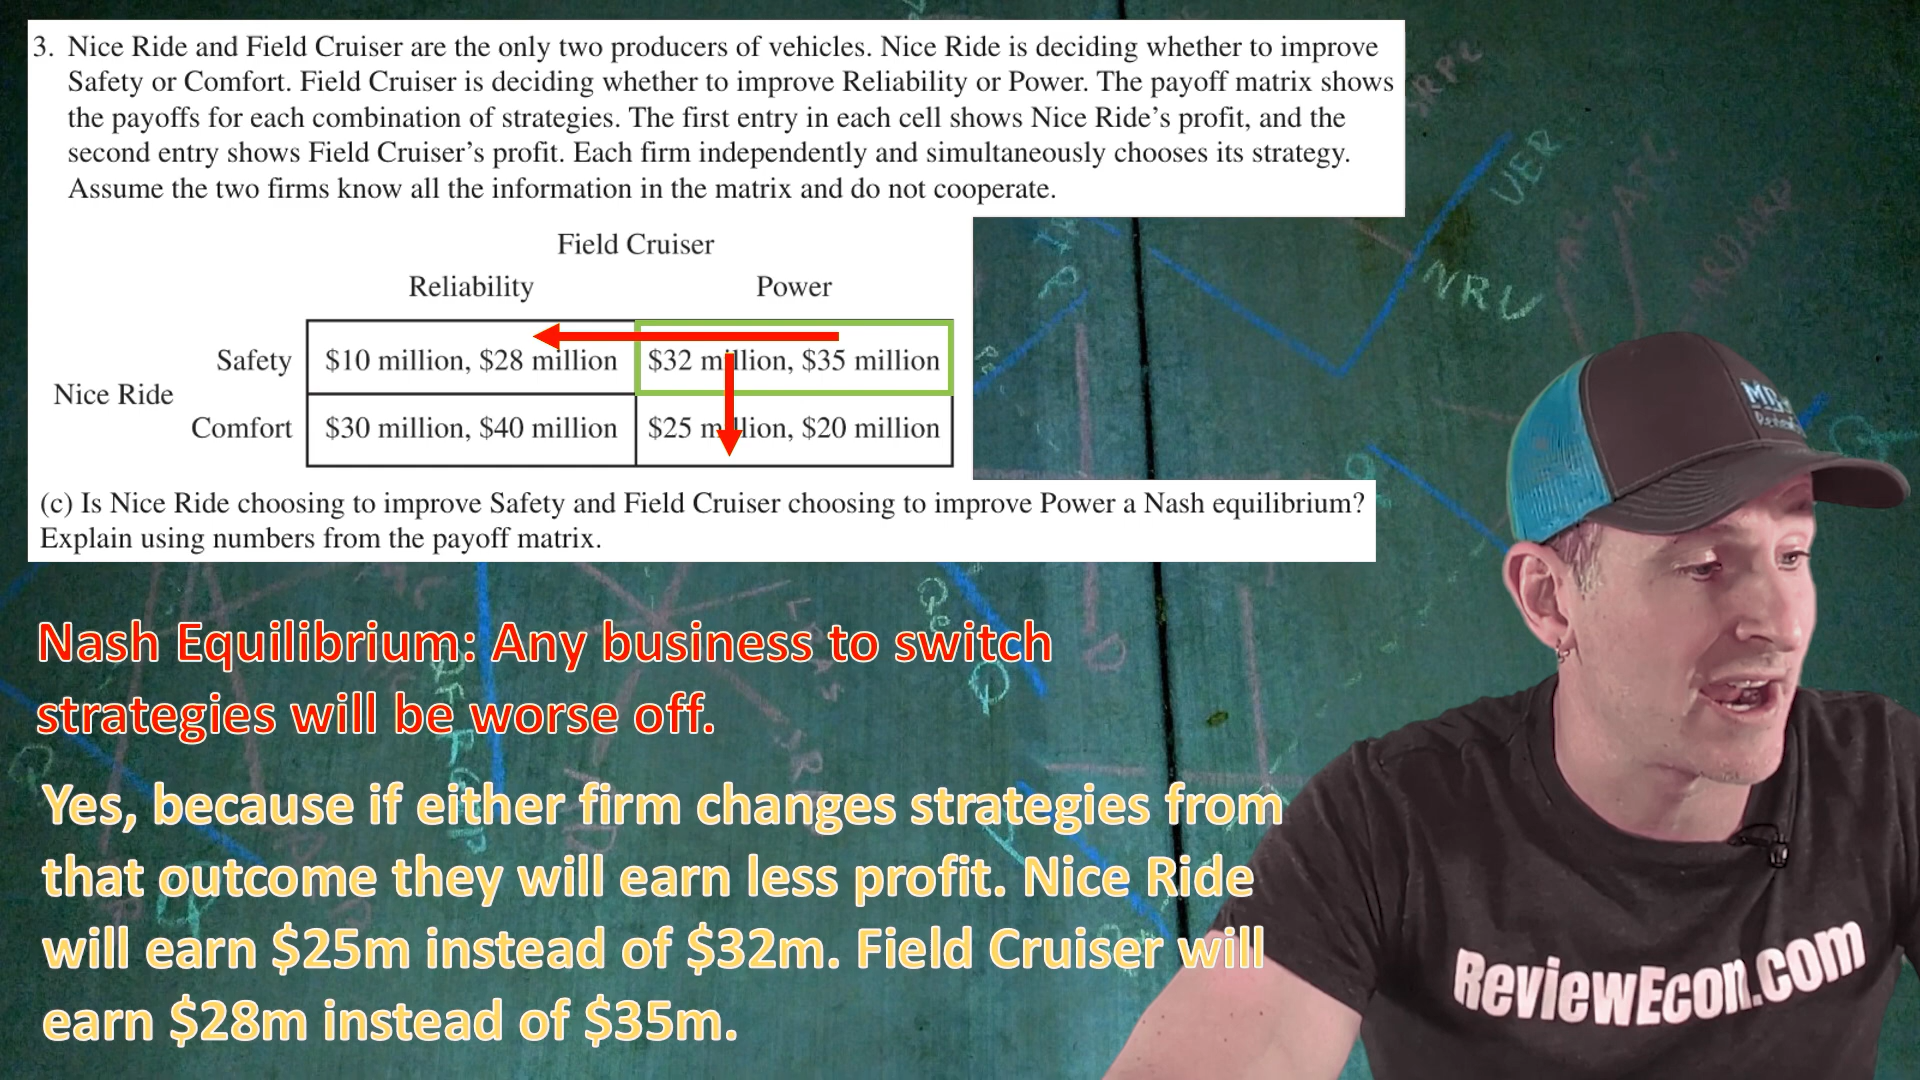 3. Nice Ride and Field Cruiser are the only two producers of vehicles. Nice Ride is deciding whether to improve
Safety or Comfort. Field Cruiser is deciding whether to improve Reliability or Power. The payoff matrix shows
the payoffs for each combination of strategies. The first entry in each cell shows Nice Ride's profit, and the
second entry shows Field Cruiser's profit. Each firm independently and simultaneously chooses its strategy.
Assume the two firms know all the information in the matrix and do not cooperate.
Field Cruiser
Reliability Power
Safety $10 million, $28 million $32 million, $35 million
Nice Ride
Comfort $30 million, $40 million $25 million, $20 million
(c) Is Nice Ride choosing to improve Safety and Field Cruiser choosing to improve Power a Nash equilibrium?
Explain using numbers from the payoff matrix.
Nash Equilibrium: Any business to switch
strategies will be worse off.
Yes, because if either firm changes strategies from
that outcome they will earn less profit. Nice Ride
will earn $25m instead of $32m. Field Cruiser will
earn $28m instead of $35m.
ReviewEcon.com
UER
NRU